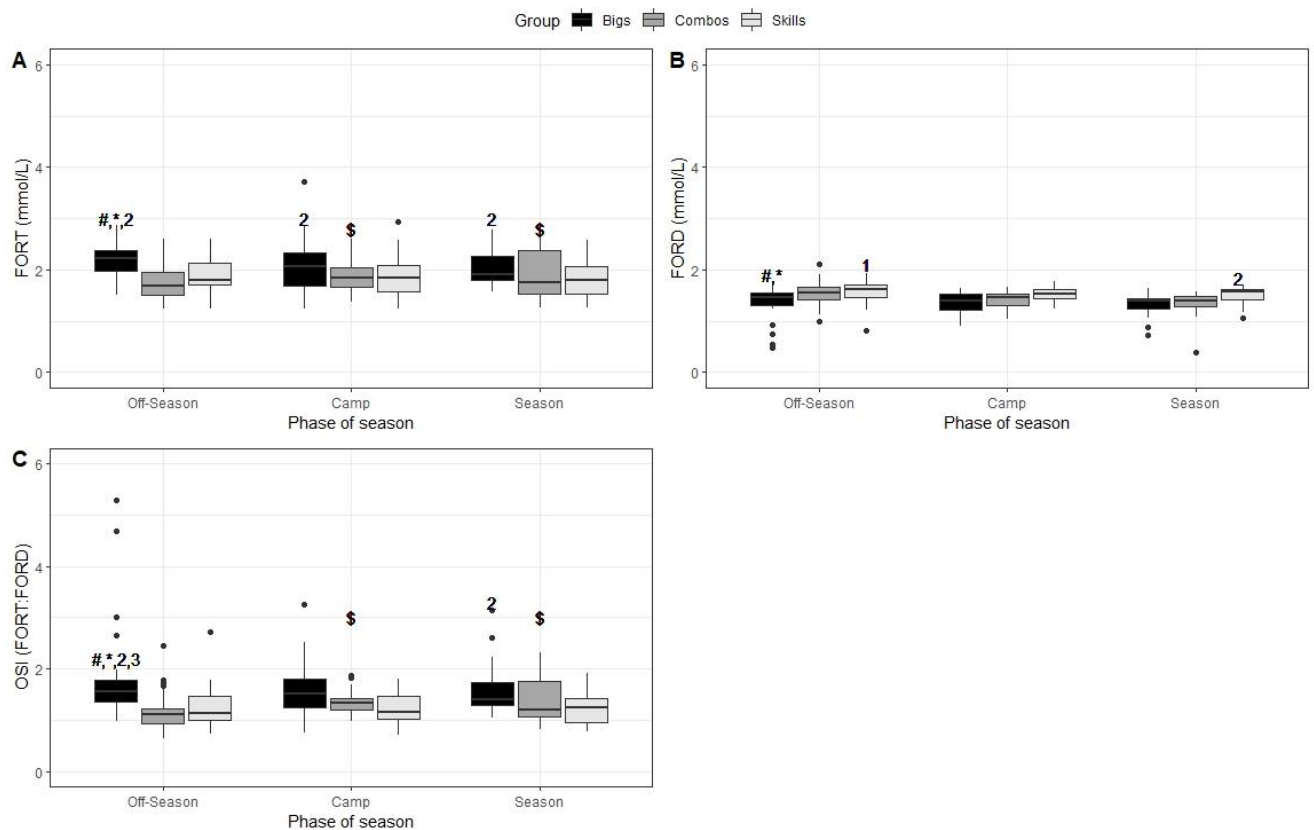 Group Bigs Combos Skills
A
6
4
2
0
FORT (mmol/L)
#,*,2
2
$
2
$
Off-Season Camp Season
Phase of season
B
6
4
2
0
FORD (mmol/L)
#,*
1
2
Off-Season Camp Season
Phase of season
C
6
4
2
0
OSI (FORT:FORD)
#,*,2,3
$
2
$
Off-Season Camp Season
Phase of season